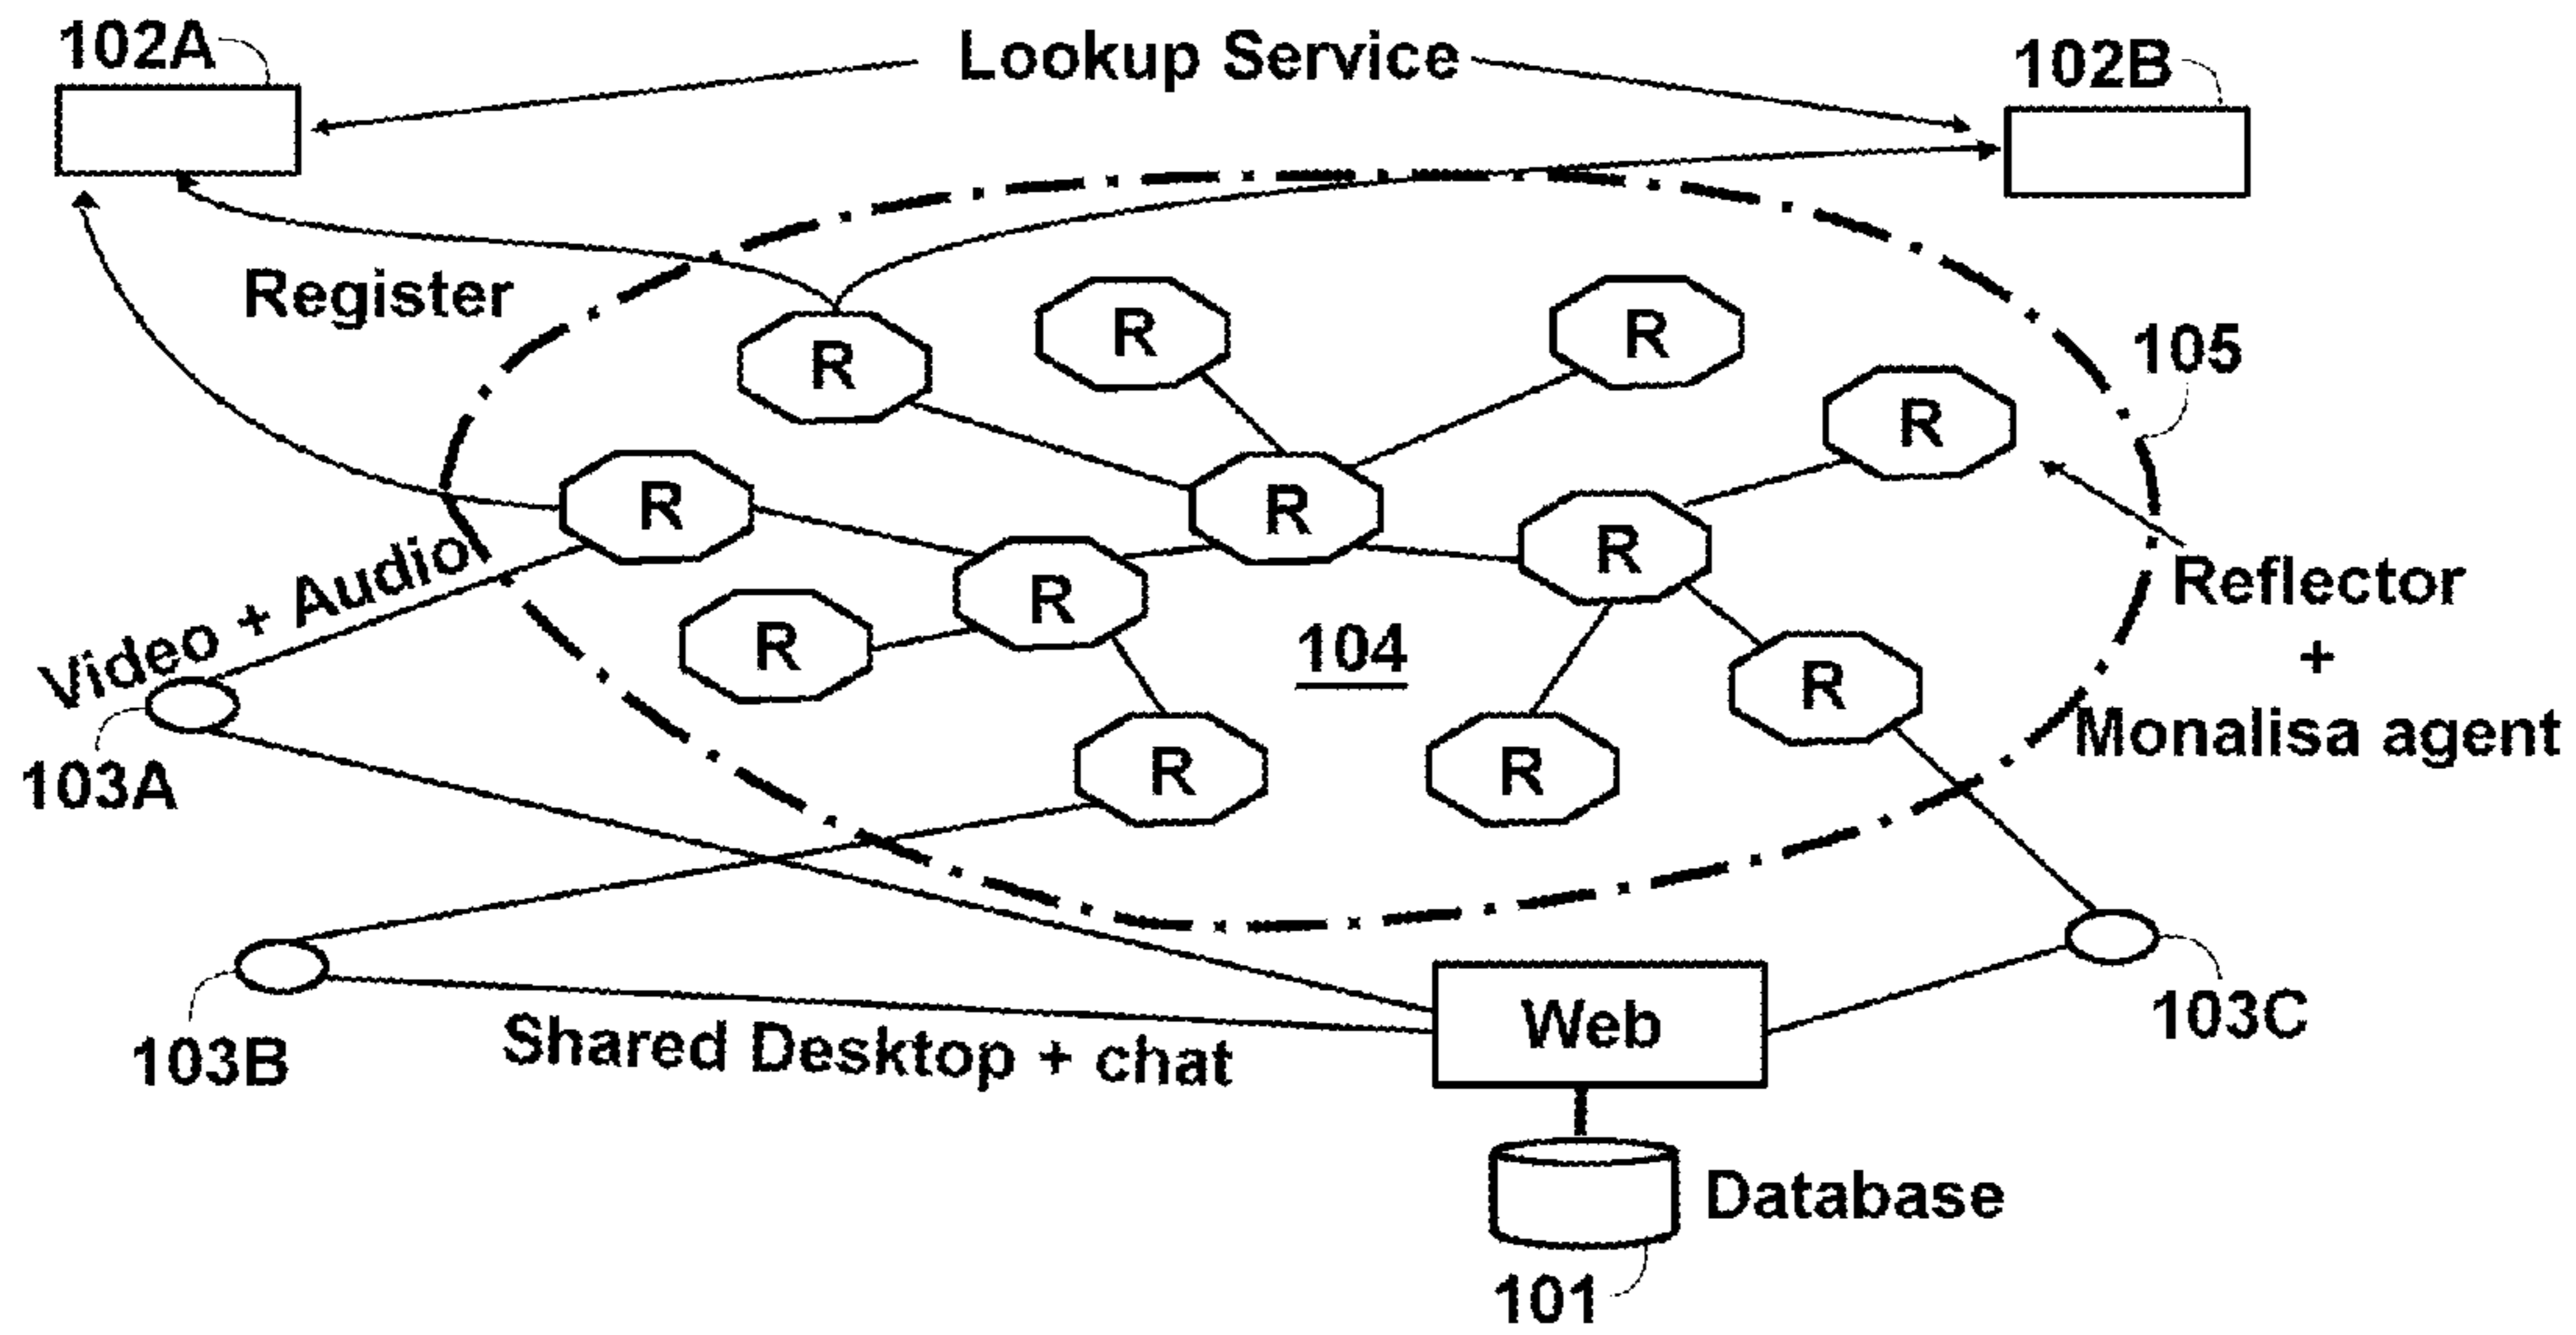 102A
Lookup Service
102B
Register
R
R
R
105
R
R
R
R
R
Video + Audio
R
104
Reflector
+
Monalisa agent
R
R
R
103A
R
103B
Shared Desktop + chat
Web
103C
Database
101